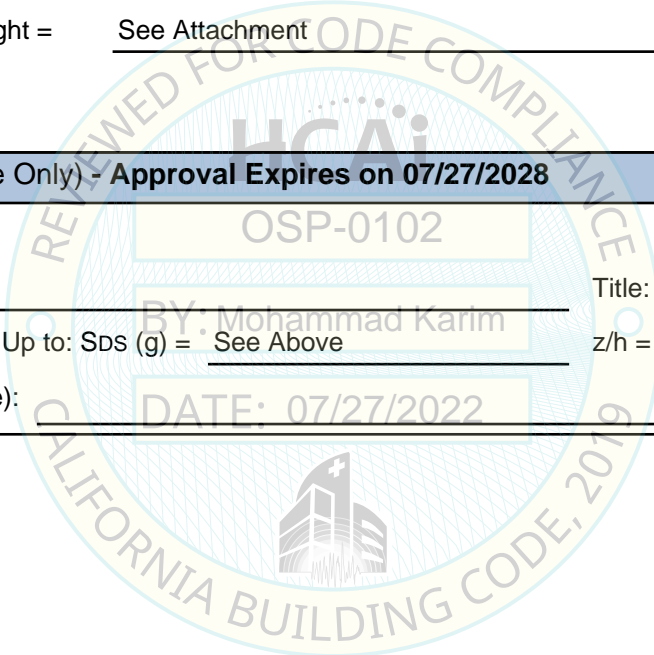 ght = See Attachment
REVIEWED FOR CODE COMPLIANCE
HCAi
e Only) - Approval Expires on 07/27/2028
OSP-0102
Title:
BY: Mohammad Karim
Up to: SDS (g) = See Above z/h =
DATE: 07/27/2022
e):
CALIFORNIA BUILDING CODE, 2019